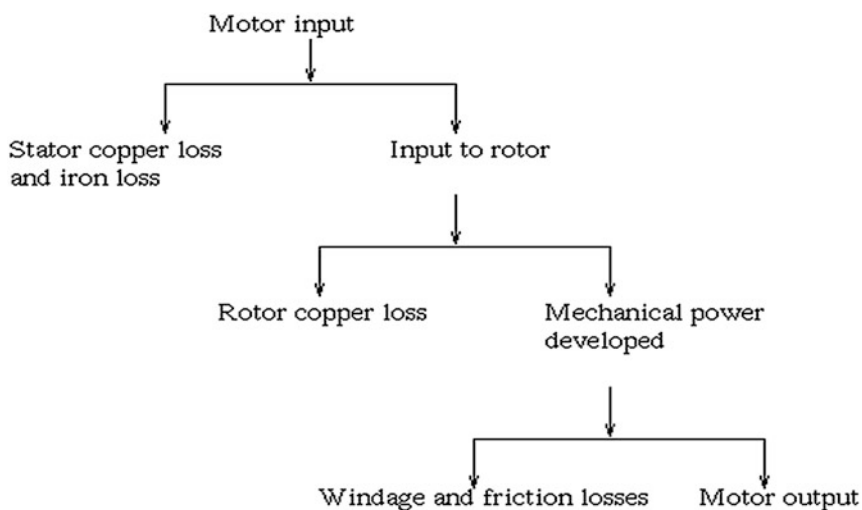 Motor input
Stator copper loss
and iron loss
Input to rotor
Rotor copper loss
Mechanical power
developed
Windage and friction losses
Motor output